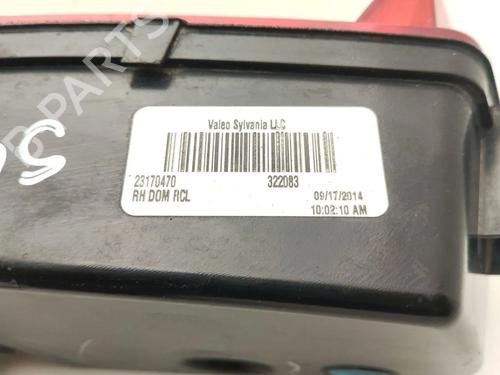 Valeo Sylvania LLC
23170470 322083
RH DOM RCL 09/17/2014
10:02:10 AM